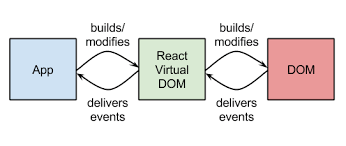 builds/
modifies
builds/
modifies
App
React
Virtual
DOM
DOM
delivers
events
delivers
events